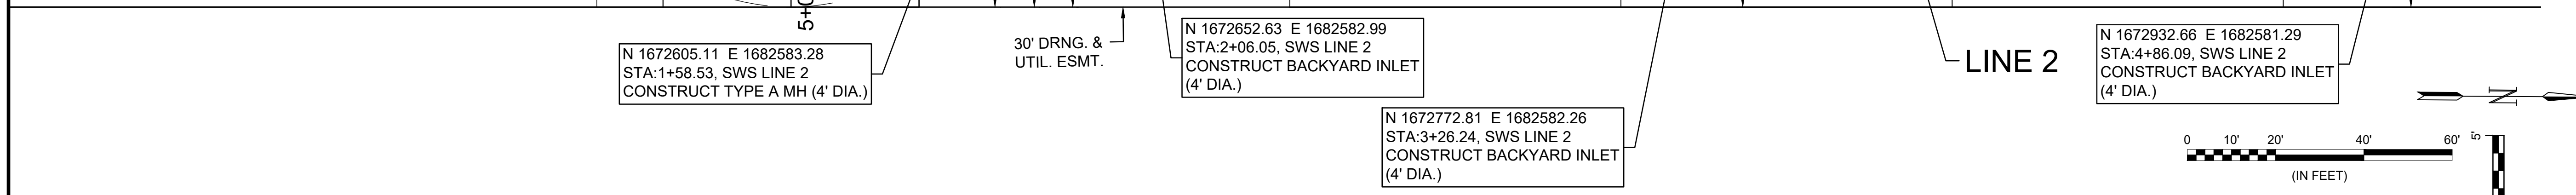 5+0
N 1672605.11 E 1682583.28
STA:1+58.53, SWS LINE 2
CONSTRUCT TYPE A MH (4' DIA.)
30' DRNG. &
UTIL. ESMT.
N 1672652.63 E 1682582.99
STA:2+06.05, SWS LINE 2
CONSTRUCT BACKYARD INLET
(4' DIA.)
N 1672772.81 E 1682582.26
STA:3+26.24, SWS LINE 2
CONSTRUCT BACKYARD INLET
(4' DIA.)
LINE 2
N 1672932.66 E 1682581.29
STA:4+86.09, SWS LINE 2
CONSTRUCT BACKYARD INLET
(4' DIA.)
N
0 10' 20' 40' 60'
(IN FEET)
5'